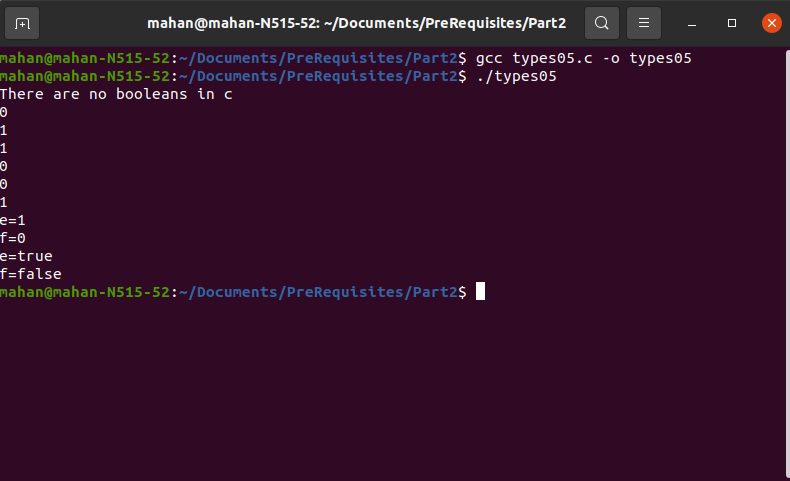 mahan@mahan-N515-52: ~/Documents/PreRequisites/Part2
mahan@mahan-N515-52:~/Documents/PreRequisites/Part2$ gcc types05.c -o types05
mahan@mahan-N515-52:~/Documents/PreRequisites/Part2$ ./types05
There are no booleans in c
0
1
1
0
0
1
e=1
f=0
e=true
f=false
mahan@mahan-N515-52:~/Documents/PreRequisites/Part2$